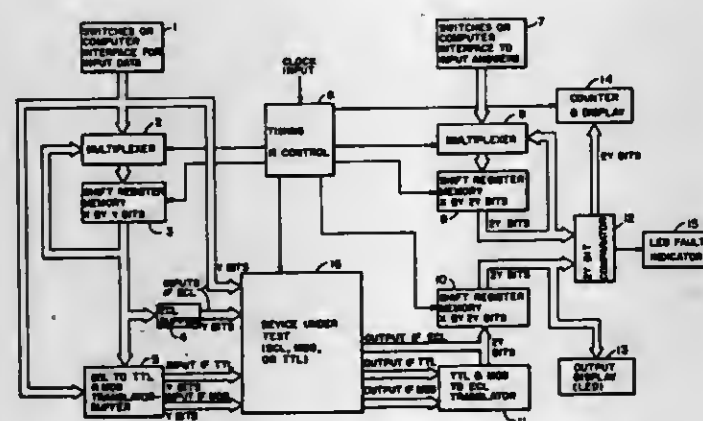 1
SWITCHES OR
COMPUTER
INTERFACE FOR
INPUT DATA
7
SWITCHES OR
COMPUTER
INTERFACE TO
INPUT ANSWERS
CLOCK
INPUT
6
TIMING
& CONTROL
14
COUNTER
& DISPLAY
2
MULTIPLEXER
8
MULTIPLEXER
2Y BITS
SHIFT REGISTER
MEMORY
X BY Y BITS
3
SHIFT REGISTER
MEMORY
X BY 2Y BITS
9
2Y BITS
2Y BITS
12
2Y BIT
COMPARATOR
15
LED FAULT
INDICATOR
Y BITS
INPUTS
IF ECL
ECL
4
Y BITS
16
DEVICE UNDER
TEST
(ECL, MOS,
OR TTL)
10
SHIFT REGISTER
MEMORY
X BY 2Y BITS
2Y BITS
2Y BITS
OUTPUT IF ECL
2Y
BITS
5
ECL TO TTL
& MOS
TRANSLATOR
BUFFER
INPUT IF TTL
Y BITS
INPUT IF MOS
Y BITS
OUTPUT IF TTL
OUTPUT IF MOS
TTL & MOS
TO ECL
TRANSLATOR
11
13
OUTPUT
DISPLAY
(LED)